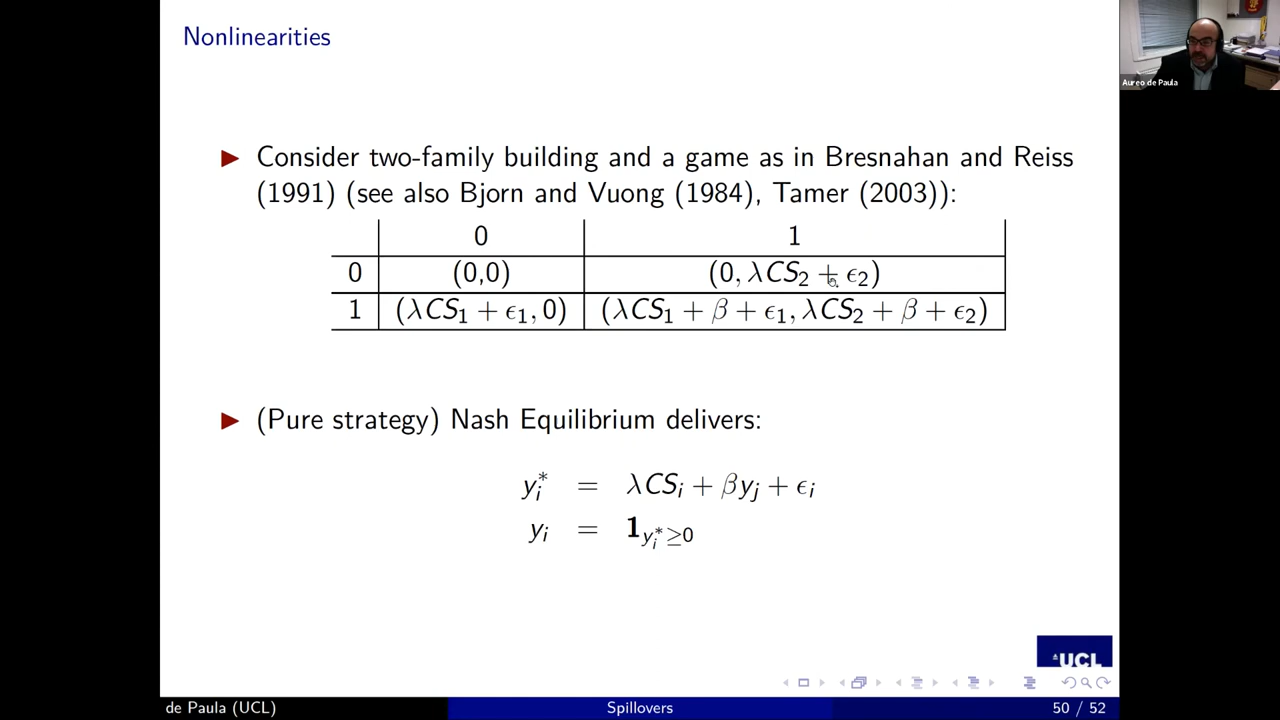 Nonlinearities
Aureo de Paula
▶ Consider two-family building and a game as in Bresnahan and Reiss
(1991) (see also Bjorn and Vuong (1984), Tamer (2003)):
0 1
0 (0,0) (0, λCS₂ + ϵ₂)
1 (λCS₁ + ϵ₁, 0) (λCS₁ + β + ϵ₁, λCS₂ + β + ϵ₂)
▶ (Pure strategy) Nash Equilibrium delivers:
yᵢ* = λCSᵢ + βyⱼ + ϵᵢ
yᵢ = 𝟏_{yᵢ*≥0}
UCL
de Paula (UCL) Spillovers 50 / 52